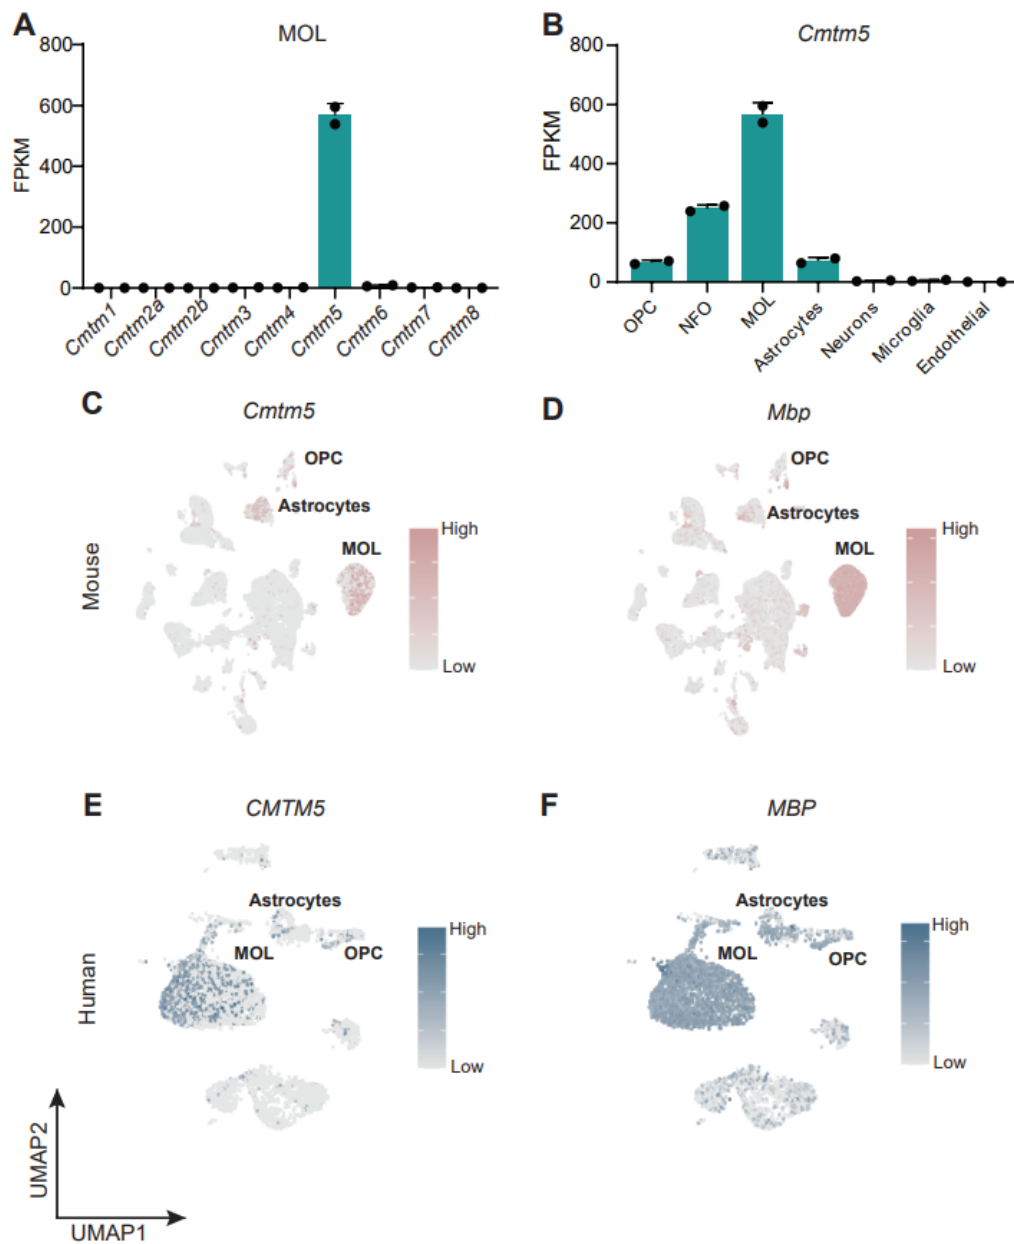 A
MOL
800
600
400
200
0
FPKM
Cmtm1
Cmtm2a
Cmtm2b
Cmtm3
Cmtm4
Cmtm5
Cmtm6
Cmtm7
Cmtm8
B
Cmtm5
800
600
400
200
0
FPKM
OPC
NFO
MOL
Astrocytes
Neurons
Microglia
Endothelial
C
Cmtm5
Mouse
OPC
Astrocytes
MOL
High
Low
D
Mbp
OPC
Astrocytes
MOL
High
Low
E
CMTM5
Human
Astrocytes
MOL
OPC
High
Low
F
MBP
Astrocytes
MOL
OPC
High
Low
UMAP2
UMAP1